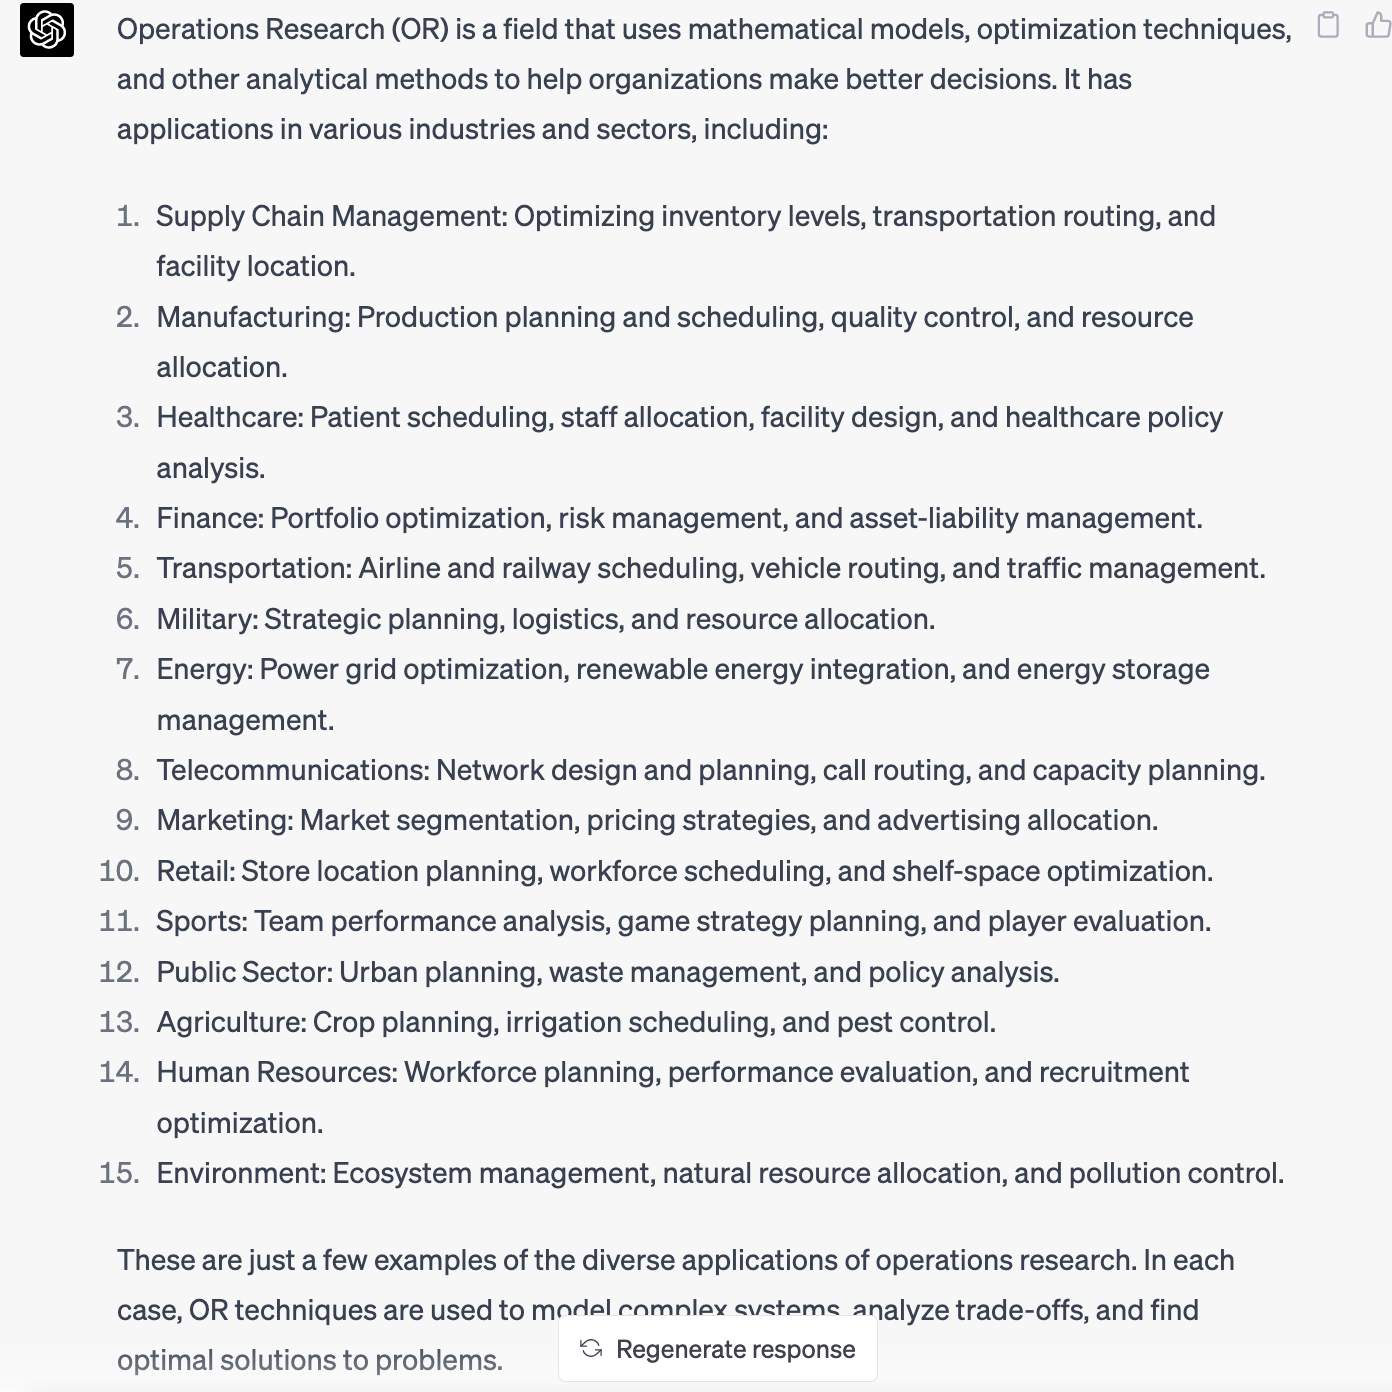 Operations Research (OR) is a field that uses mathematical models, optimization techniques,
and other analytical methods to help organizations make better decisions. It has
applications in various industries and sectors, including:
1. Supply Chain Management: Optimizing inventory levels, transportation routing, and
facility location.
2. Manufacturing: Production planning and scheduling, quality control, and resource
allocation.
3. Healthcare: Patient scheduling, staff allocation, facility design, and healthcare policy
analysis.
4. Finance: Portfolio optimization, risk management, and asset-liability management.
5. Transportation: Airline and railway scheduling, vehicle routing, and traffic management.
6. Military: Strategic planning, logistics, and resource allocation.
7. Energy: Power grid optimization, renewable energy integration, and energy storage
management.
8. Telecommunications: Network design and planning, call routing, and capacity planning.
9. Marketing: Market segmentation, pricing strategies, and advertising allocation.
10. Retail: Store location planning, workforce scheduling, and shelf-space optimization.
11. Sports: Team performance analysis, game strategy planning, and player evaluation.
12. Public Sector: Urban planning, waste management, and policy analysis.
13. Agriculture: Crop planning, irrigation scheduling, and pest control.
14. Human Resources: Workforce planning, performance evaluation, and recruitment
optimization.
15. Environment: Ecosystem management, natural resource allocation, and pollution control.
These are just a few examples of the diverse applications of operations research. In each
case, OR techniques are used to model complex systems, analyze trade-offs, and find
optimal solutions to problems.
Regenerate response